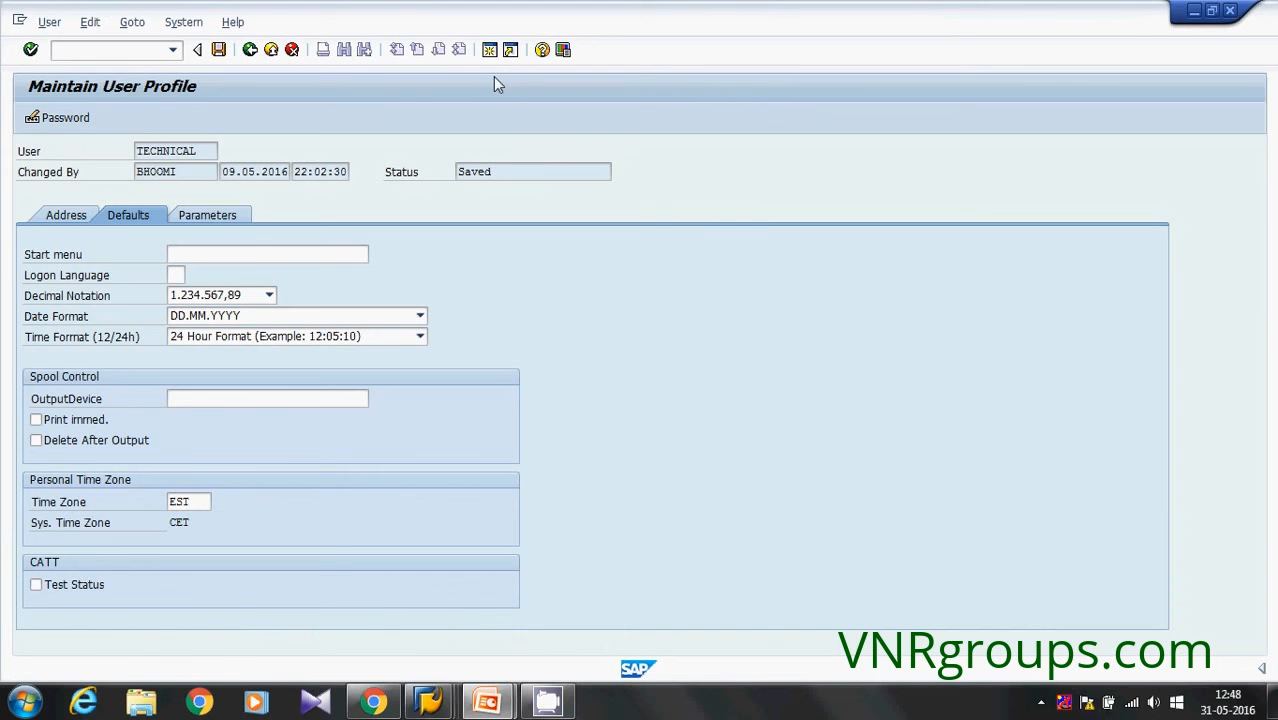 User Edit Goto System Help
Maintain User Profile
Password
User TECHNICAL
Changed By BHOOMI 09.05.2016 22:02:30 Status Saved
Address Defaults Parameters
Start menu
Logon Language
Decimal Notation 1.234.567,89
Date Format DD.MM.YYYY
Time Format (12/24h) 24 Hour Format (Example: 12:05:10)
Spool Control
OutputDevice
Print immed.
Delete After Output
Personal Time Zone
Time Zone EST
Sys. Time Zone CET
CATT
Test Status
VNRgroups.com
SAP
12:48
31-05-2016